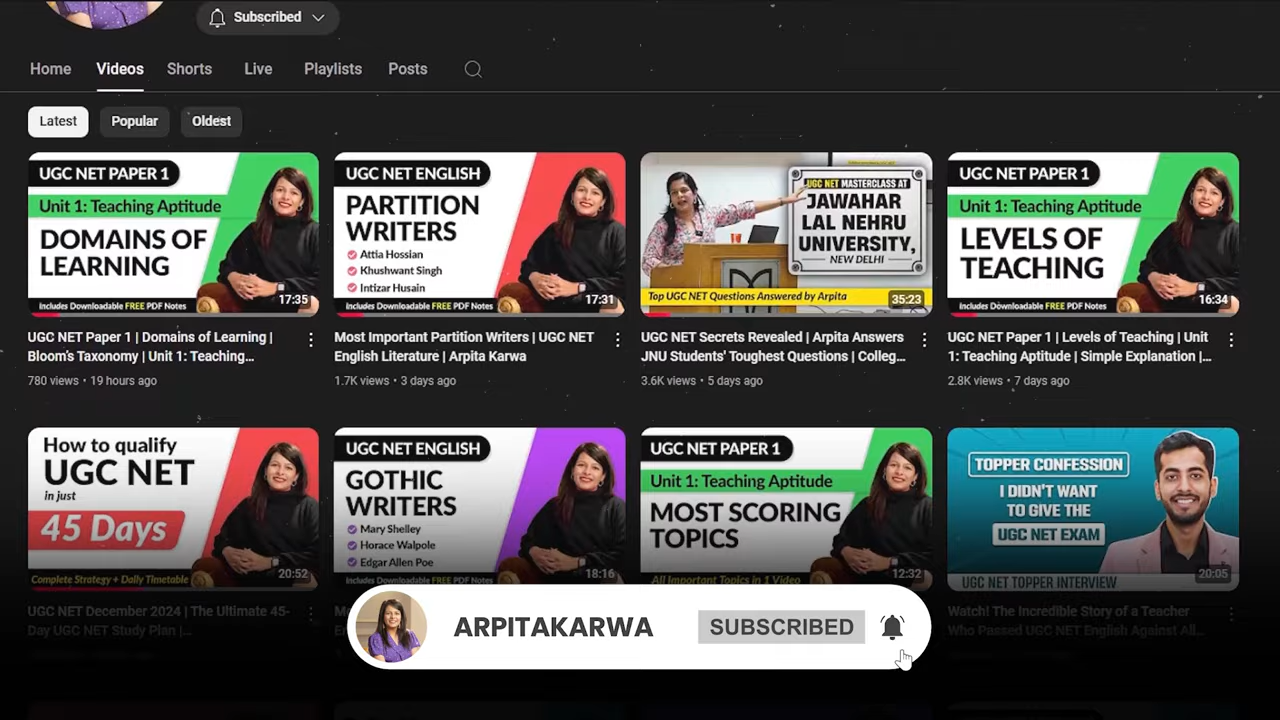 Subscribed
Home Videos Shorts Live Playlists Posts
Latest Popular Oldest
UGC NET PAPER 1
Unit 1: Teaching Aptitude
DOMAINS OF
LEARNING
Includes Downloadable FREE PDF Notes
17:35
UGC NET Paper 1 | Domains of Learning |
Bloom's Taxonomy | Unit 1: Teaching...
780 views • 19 hours ago
UGC NET ENGLISH
PARTITION
WRITERS
Attia Hossian
Khushwant Singh
Intizar Husain
Includes Downloadable FREE PDF Notes
17:31
Most Important Partition Writers | UGC NET
English Literature | Arpita Karwa
1.7K views • 3 days ago
UGC NET MASTERCLASS AT
JAWAHAR
LAL NEHRU
UNIVERSITY,
NEW DELHI
Top UGC NET Questions Answered by Arpita
35:23
UGC NET Secrets Revealed | Arpita Answers
JNU Students' Toughest Questions | Colleg...
3.6K views • 5 days ago
UGC NET PAPER 1
Unit 1: Teaching Aptitude
LEVELS OF
TEACHING
Includes Downloadable FREE PDF Notes
16:34
UGC NET Paper 1 | Levels of Teaching | Unit
1: Teaching Aptitude | Simple Explanation |...
2.8K views • 7 days ago
How to qualify
UGC NET
in just
45 Days
Complete Strategy + Daily Timetable
20:52
UGC NET December 2024 | The Ultimate 45-
Day UGC NET Study Plan |...
UGC NET ENGLISH
GOTHIC
WRITERS
Mary Shelley
Horace Walpole
Edgar Allen Poe
Includes Downloadable FREE PDF Notes
18:16
UGC NET PAPER 1
Unit 1: Teaching Aptitude
MOST SCORING
TOPICS
All Important Topics in 1 Video
12:32
TOPPER CONFESSION
I DIDN'T WANT
TO GIVE THE
UGC NET EXAM
UGC NET TOPPER INTERVIEW
20:05
Watch! The Incredible Story of a Teacher
Who Passed UGC NET English Against All...
ARPITAKARWA SUBSCRIBED